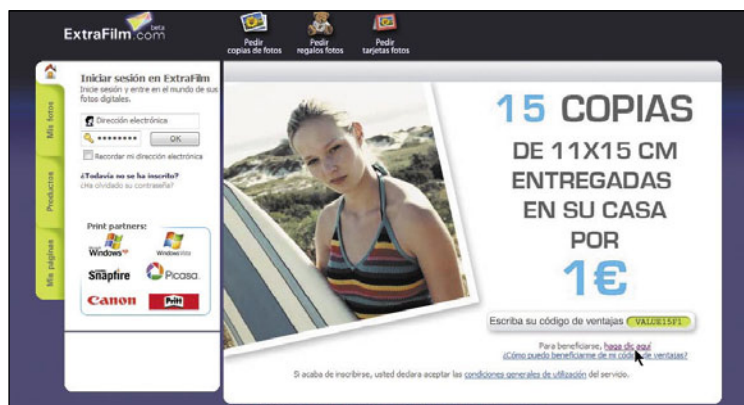 ExtraFilm.com
beta
Pedir
copias de fotos
Pedir
regalos fotos
Pedir
tarjetas fotos
Mis fotos
Productos
Mis páginas
Iniciar sesión en ExtraFilm
Inicie sesión y entre en el mundo de sus
fotos digitales.
Dirección electrónica
******** OK
Recordar mi dirección electrónica
¿Todavía no se ha inscrito?
¿Ha olvidado su contraseña?
Print partners:
Windows XP
Windows Vista
Snapfire
Picasa
Canon
Pritt
15 COPIAS
DE 11X15 CM
ENTREGADAS
EN SU CASA
POR
1€
Escriba su código de ventajas VALUE15F1
Para beneficiarse, haga clic aquí
¿Cómo puedo beneficiarme de mi código de ventajas?
Si acaba de inscribirse, usted declara aceptar las condiciones generales de utilización del servicio.